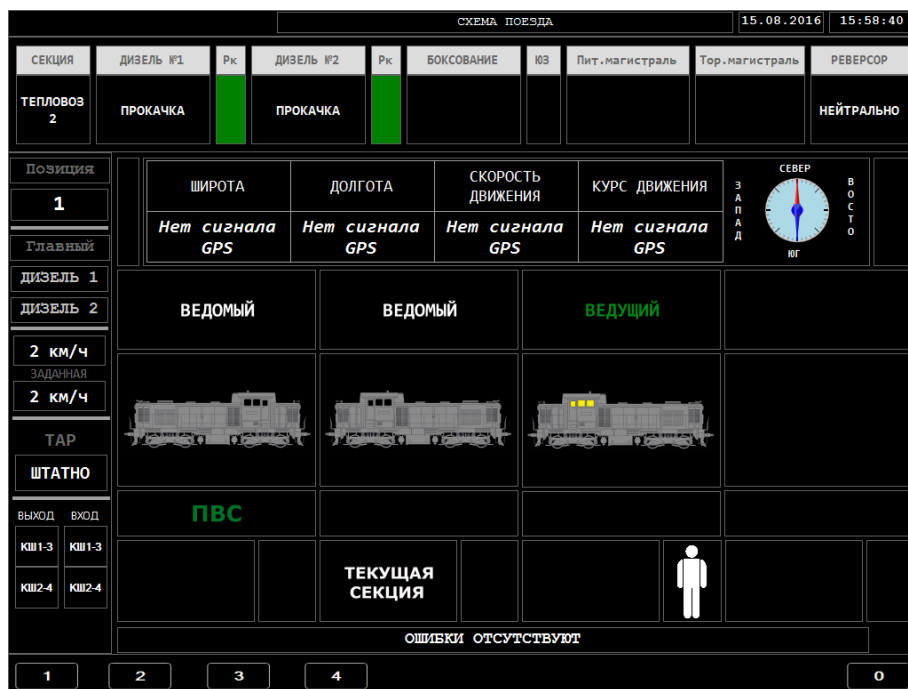 СХЕМА ПОЕЗДА
15.08.2016
15:58:40
СЕКЦИЯ
ДИЗЕЛЬ №1
Рк
ДИЗЕЛЬ №2
Рк
БОКСОВАНИЕ
ЮЗ
Пит.магистраль
Тор.магистраль
РЕВЕРСОР
ТЕПЛОВОЗ
2
ПРОКАЧКА
ПРОКАЧКА
НЕЙТРАЛЬНО
Позиция
1
Главный
ДИЗЕЛЬ 1
ДИЗЕЛЬ 2
2 км/ч
ЗАДАННАЯ
2 км/ч
ТАР
ШТАТНО
ВЫХОД
ВХОД
КШ1-3
КШ1-3
КШ2-4
КШ2-4
ШИРОТА
ДОЛГОТА
СКОРОСТЬ
ДВИЖЕНИЯ
КУРС ДВИЖЕНИЯ
Нет сигнала
GPS
Нет сигнала
GPS
Нет сигнала
GPS
Нет сигнала
GPS
СЕВЕР
ЗАПАД
ВОСТО
ЮГ
ВЕДОМЫЙ
ВЕДОМЫЙ
ВЕДУЩИЙ
ПВС
ТЕКУЩАЯ
СЕКЦИЯ
ОШИБКИ ОТСУТСТВУЮТ
1
2
3
4
0